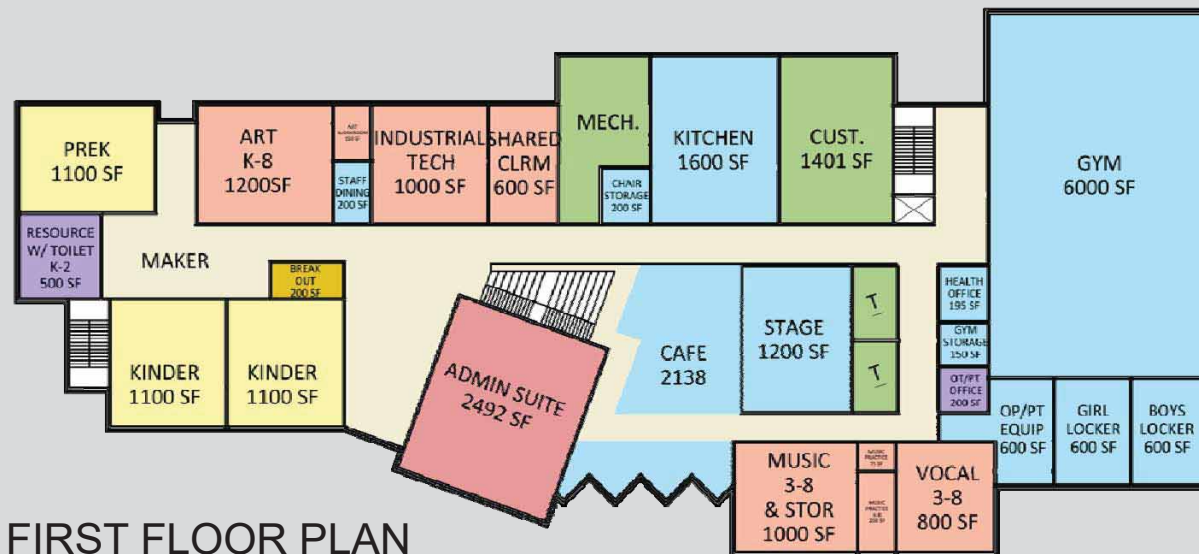 PREK
1100 SF
ART
K-8
1200SF
STAFF
DINING
200 SF
INDUSTRIAL
TECH
1000 SF
SHARED
CLRM
600 SF
MECH.
CHAIR
STORAGE
200 SF
KITCHEN
1600 SF
CUST.
1401 SF
GYM
6000 SF
RESOURCE
W/ TOILET
K-2
500 SF
MAKER
BREAK
OUT
200 SF
KINDER
1100 SF
KINDER
1100 SF
ADMIN SUITE
2492 SF
CAFE
2138
STAGE
1200 SF
T
T
HEALTH
OFFICE
195 SF
GYM
STORAGE
150 SF
OT/PT
OFFICE
200 SF
OP/PT
EQUIP
600 SF
GIRL
LOCKER
600 SF
BOYS
LOCKER
600 SF
MUSIC
3-8
& STOR
1000 SF
MUSIC
PRACTICE
MUSIC
PRACTICE
VOCAL
3-8
800 SF
FIRST FLOOR PLAN